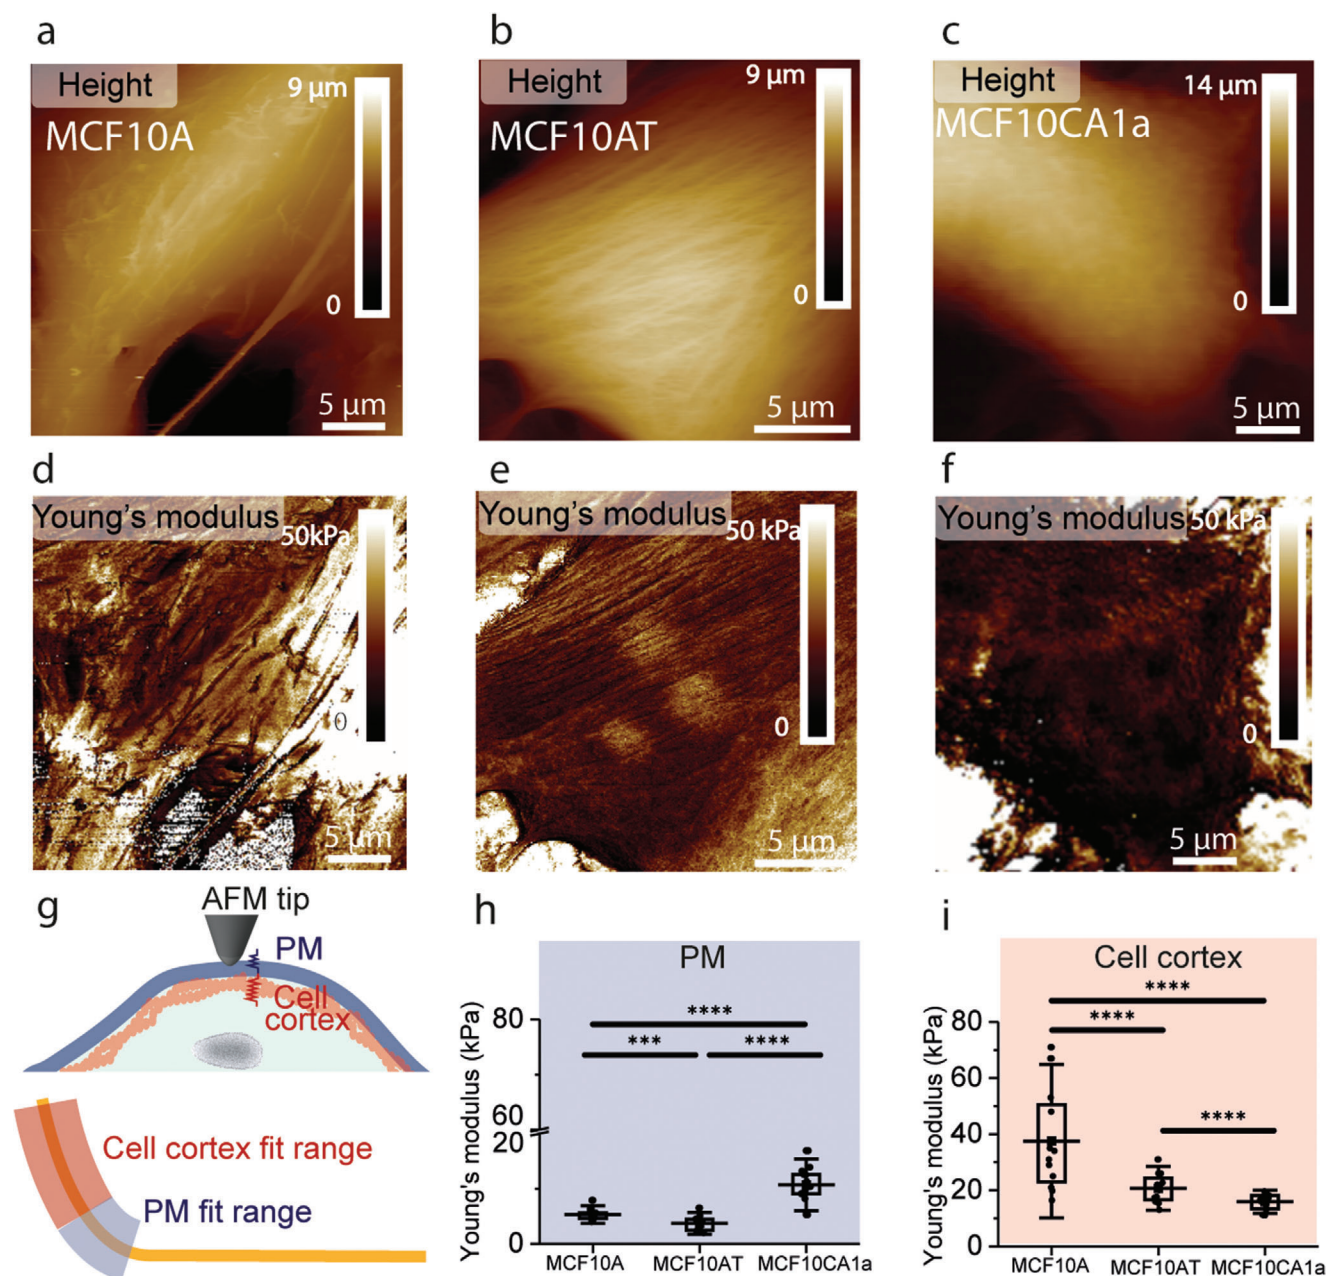 a
Height
9 µm
MCF10A
0
5 µm
b
Height
9 µm
MCF10AT
0
5 µm
c
Height
14 µm
MCF10CA1a
0
5 µm
d
Young's modulus
50kPa
0
5 µm
e
Young's modulus
50 kPa
0
5 µm
f
Young's modulus
50 kPa
0
5 µm
g
AFM tip
PM
Cell
cortex
Cell cortex fit range
PM fit range
h
PM
Young's modulus (kPa)
80
60
20
0
****
***
****
MCF10A
MCF10AT
MCF10CA1a
i
Cell cortex
Young's modulus (kPa)
80
60
40
20
0
****
****
****
MCF10A
MCF10AT
MCF10CA1a